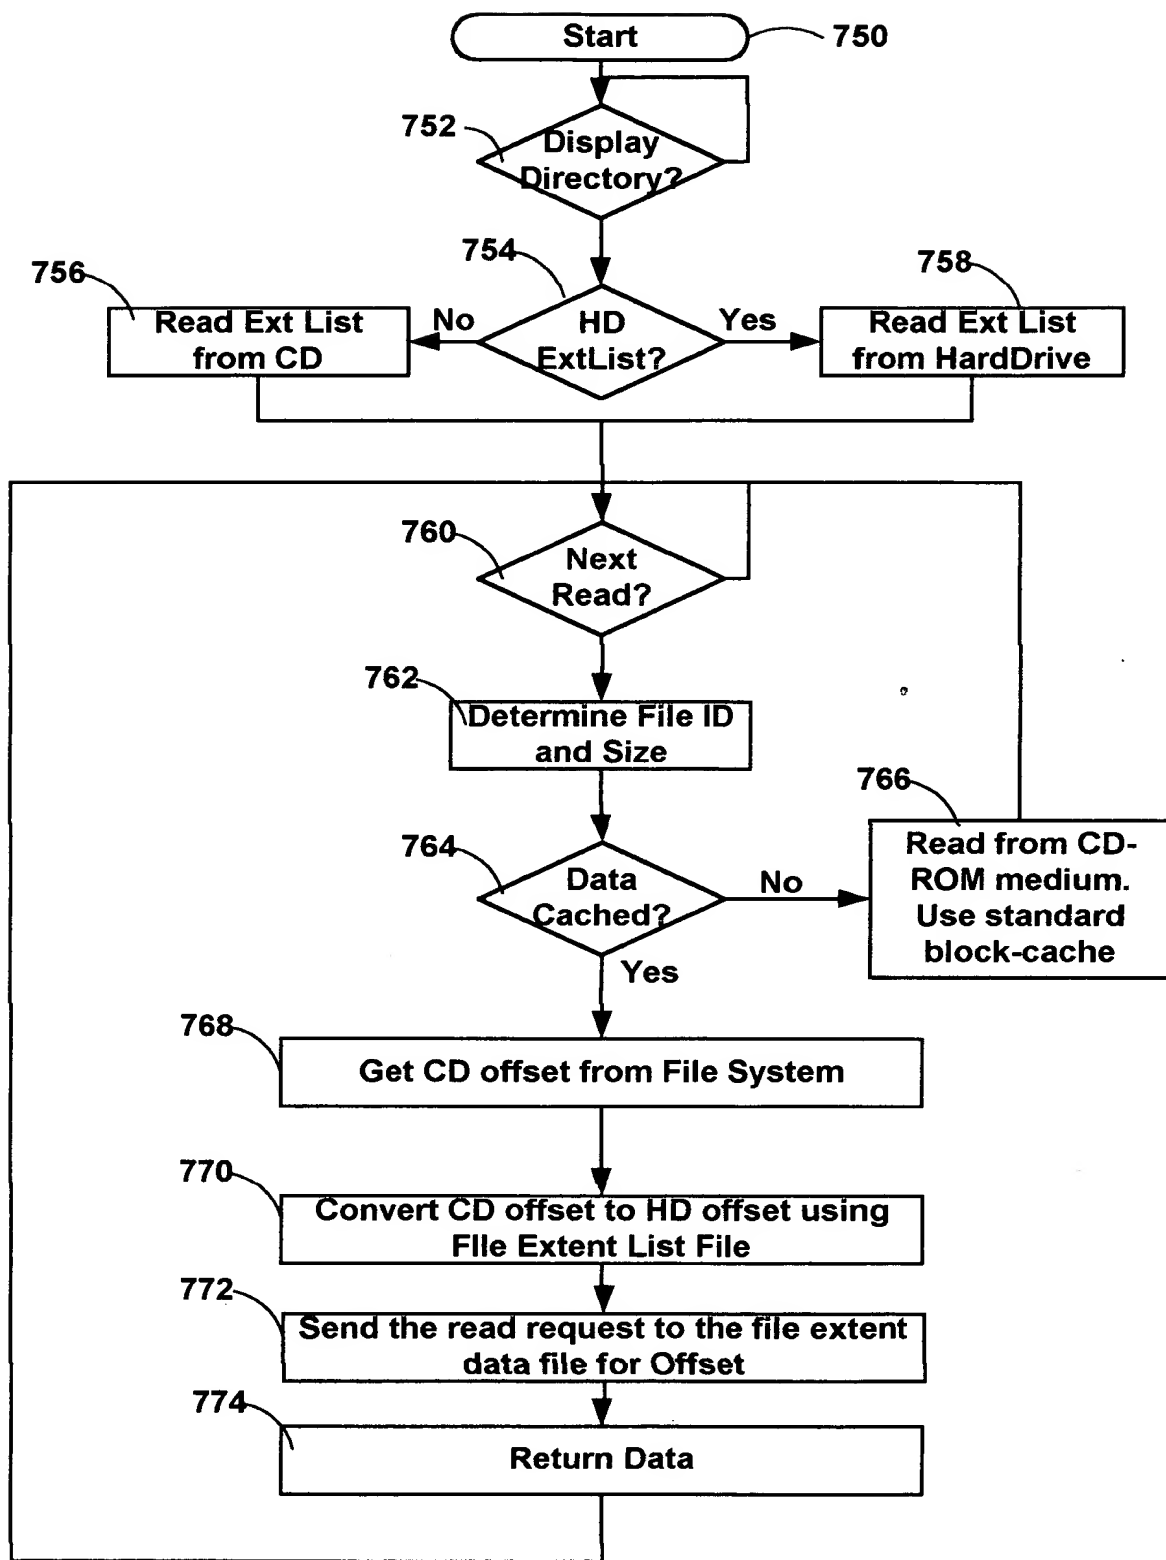 Start
750
752
Display
Directory?
754
756
758
Read Ext List
from CD
No
HD
ExtList?
Yes
Read Ext List
from HardDrive
760
Next
Read?
762
Determine File ID
and Size
766
764
Data
Cached?
No
Read from CD-
ROM medium.
Use standard
block-cache
Yes
768
Get CD offset from File System
770
Convert CD offset to HD offset using
FIle Extent List File
772
Send the read request to the file extent
data file for Offset
774
Return Data